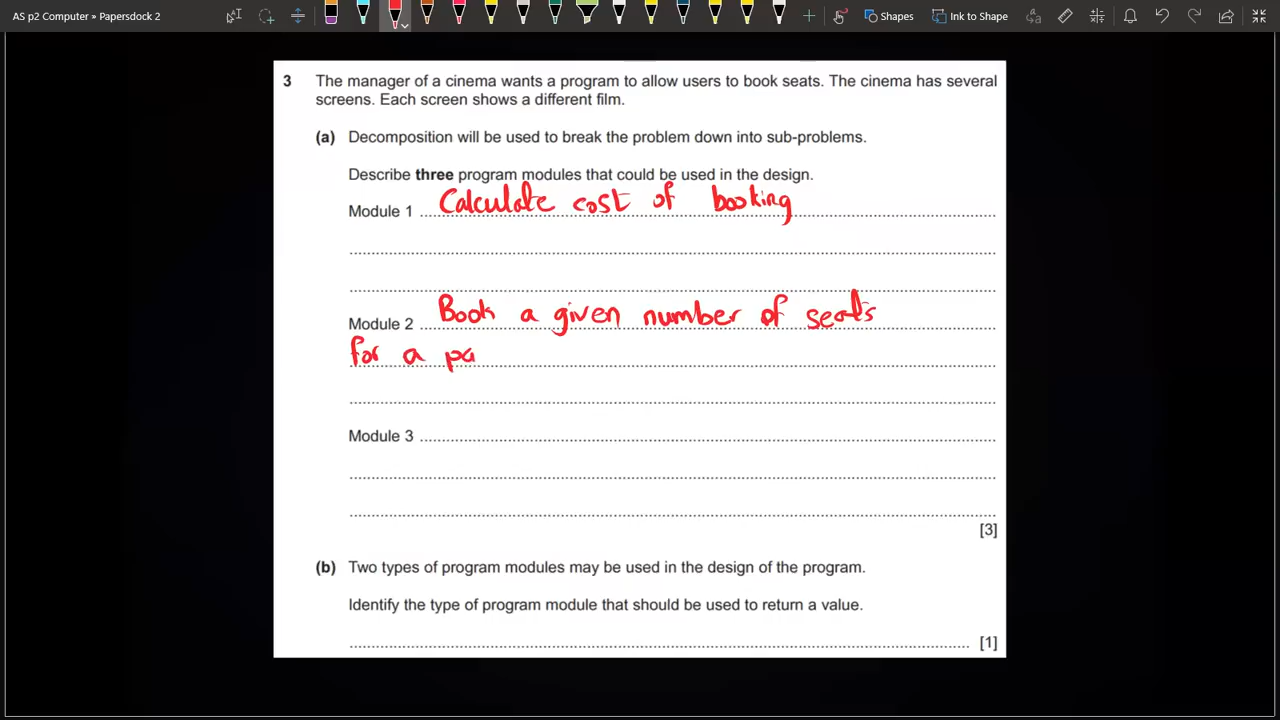 AS p2 Computer » Papersdock 2
Shapes
Ink to Shape
3 The manager of a cinema wants a program to allow users to book seats. The cinema has several
screens. Each screen shows a different film.
(a) Decomposition will be used to break the problem down into sub-problems.
Describe three program modules that could be used in the design.
Module 1 Calculate cost of booking
Module 2 Book a given number of seats
for a pa
Module 3
[3]
(b) Two types of program modules may be used in the design of the program.
Identify the type of program module that should be used to return a value.
[1]